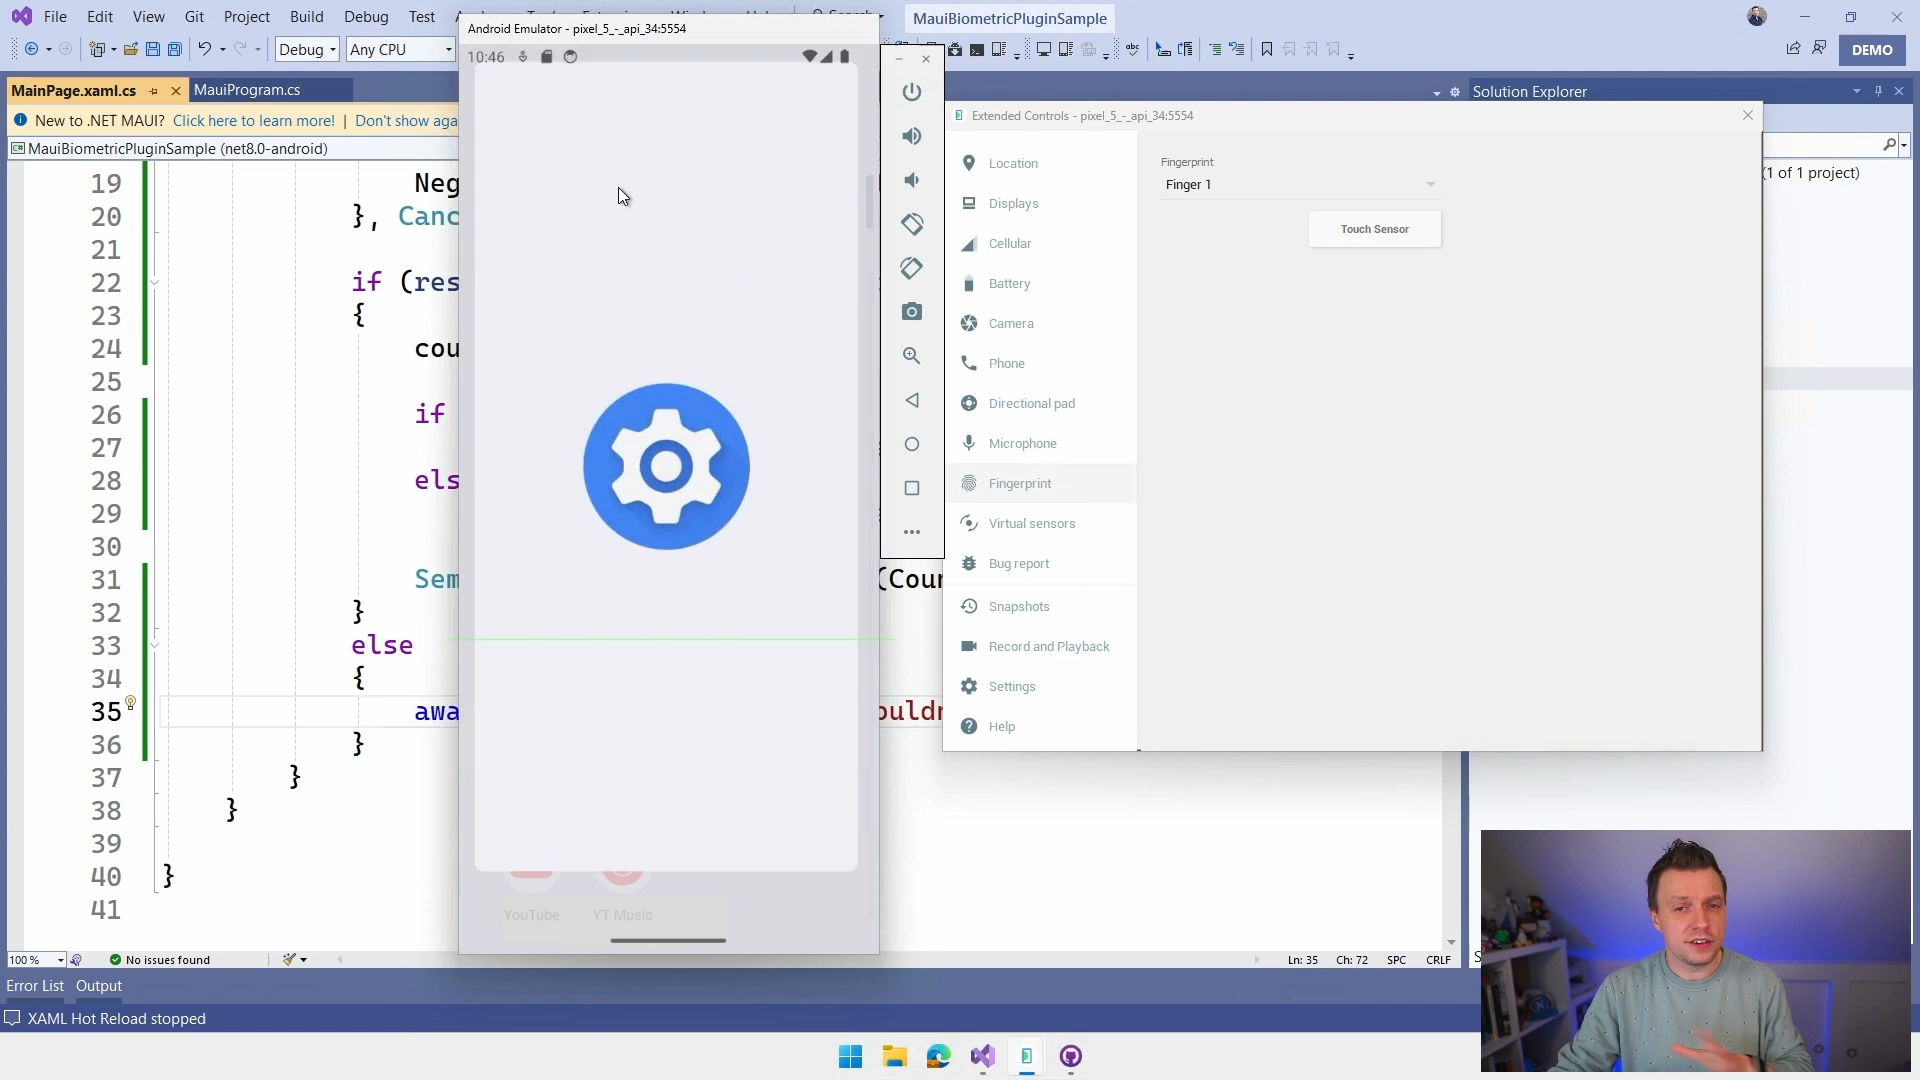 File Edit View Git Project Build Debug Test
MauiBiometricPluginSample
Debug Any CPU
DEMO
MainPage.xaml.cs
MauiProgram.cs
New to .NET MAUI? Click here to learn more! | Don't show aga
MauiBiometricPluginSample (net8.0-android)
19 Neg
20 }, Canc
21
22 if (res
23 {
24 cou
25
26 if
27
28 els
29
30
31 Sem
(Cour
32 }
33 else
34 {
35 awa
ouldn
36 }
37 }
38 }
39
40 }
41
100 %
No issues found
Ln: 35 Ch: 72 SPC CRLF
Error List Output
XAML Hot Reload stopped
Android Emulator - pixel_5_-_api_34:5554
10:46
YouTube YT Music
Extended Controls - pixel_5_-_api_34:5554
Location
Displays
Cellular
Battery
Camera
Phone
Directional pad
Microphone
Fingerprint
Virtual sensors
Bug report
Snapshots
Record and Playback
Settings
Help
Fingerprint
Finger 1
Touch Sensor
Solution Explorer
(1 of 1 project)